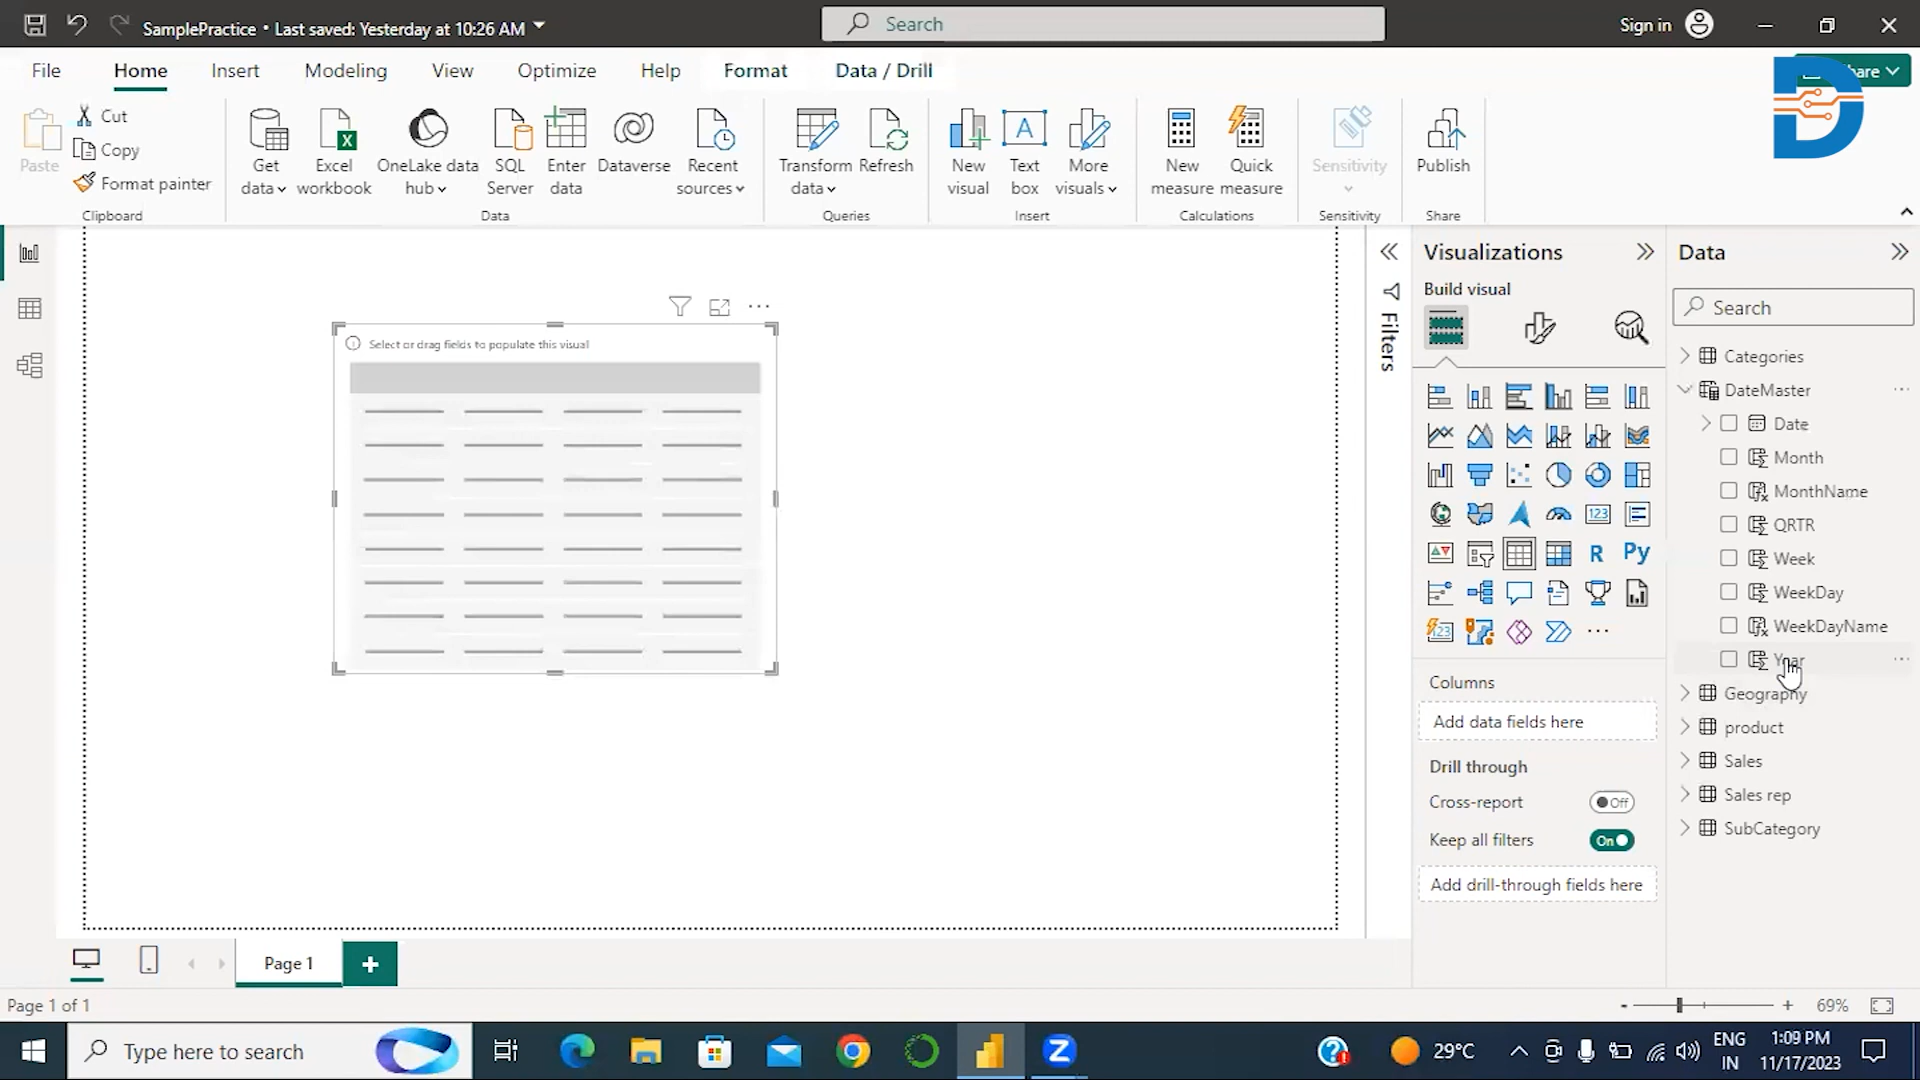 SamplePractice • Last saved: Yesterday at 10:26 AM
Search
Sign in
File
Home
Insert
Modeling
View
Optimize
Help
Format
Data / Drill
Paste
Cut
Copy
Format painter
Clipboard
Get data
Excel workbook
OneLake data hub
SQL Server
Enter data
Dataverse
Recent sources
Data
Transform data
Refresh
Queries
New visual
A
Text box
More visuals
Insert
New measure
Quick measure
Calculations
Sensitivity
Sensitivity
Publish
Share
Select or drag fields to populate this visual
Filters
Visualizations
Build visual
123
R
Py
123
Columns
Add data fields here
Drill through
Cross-report
Off
Keep all filters
On
Add drill-through fields here
Data
Search
Categories
DateMaster
Date
Month
MonthName
QRTR
Week
WeekDay
WeekDayName
Year
Geography
product
Sales
Sales rep
SubCategory
Page 1
Page 1 of 1
- + 69%
Type here to search
29°C
ENG
IN
1:09 PM
11/17/2023